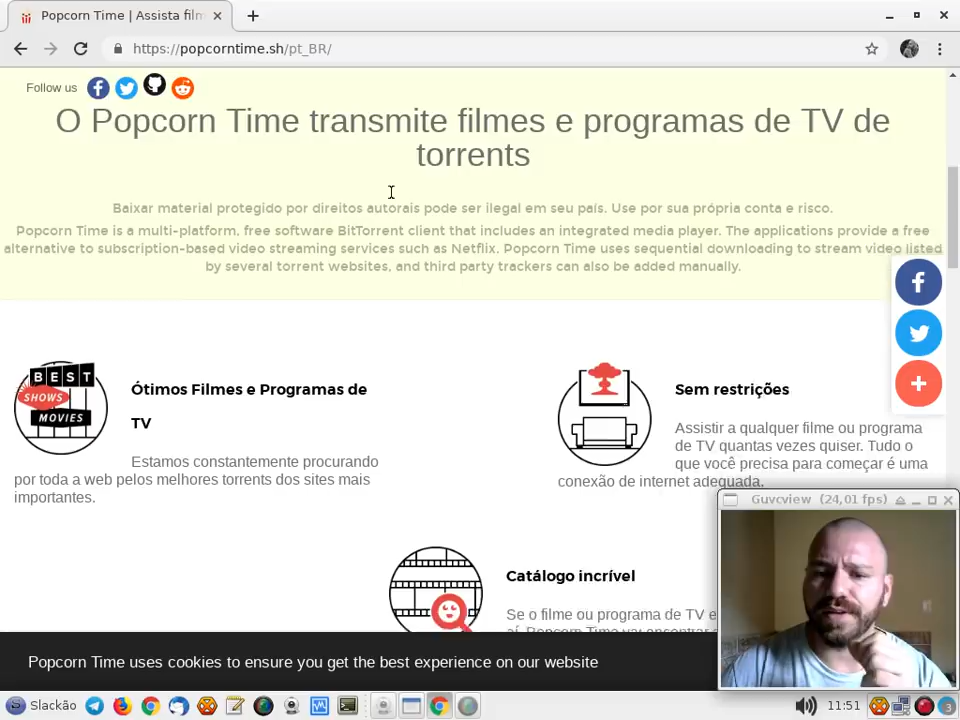 Popcorn Time | Assista film
https://popcorntime.sh/pt_BR/
Follow us
O Popcorn Time transmite filmes e programas de TV de
torrents
Baixar material protegido por direitos autorais pode ser ilegal em seu país. Use por sua própria conta e risco.
Popcorn Time is a multi-platform, free software BitTorrent client that includes an integrated media player. The applications provide a free
alternative to subscription-based video streaming services such as Netflix. Popcorn Time uses sequential downloading to stream video listed
by several torrent websites, and third party trackers can also be added manually.
BEST
SHOWS
MOVIES
Ótimos Filmes e Programas de
TV
Estamos constantemente procurando
por toda a web pelos melhores torrents dos sites mais
importantes.
Sem restrições
Assistir a qualquer filme ou programa
de TV quantas vezes quiser. Tudo o
que você precisa para começar é uma
conexão de internet adequada.
Catálogo incrível
Se o filme ou programa de TV e
Popcorn Time
Guvcview (24,01 fps)
Popcorn Time uses cookies to ensure you get the best experience on our website
Slackão
11:51
3